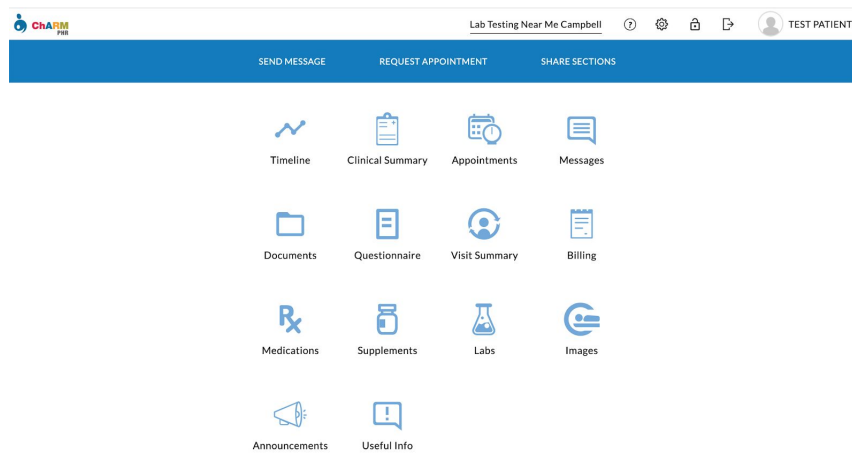 ChARM
PHR
Lab Testing Near Me Campbell
?
TEST PATIENT
SEND MESSAGE REQUEST APPOINTMENT SHARE SECTIONS
Timeline Clinical Summary Appointments Messages
Documents Questionnaire Visit Summary Billing
Rx
Medications Supplements Labs Images
!
Announcements Useful Info